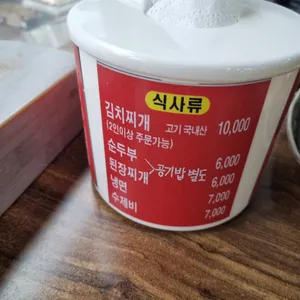 식사류
김치찌개 고기 국내산 10,000
(2인이상 주문가능)
순두부 6,000
된장찌개 >공기밥 별도 6,000
냉면 7,000
수제비 7,000